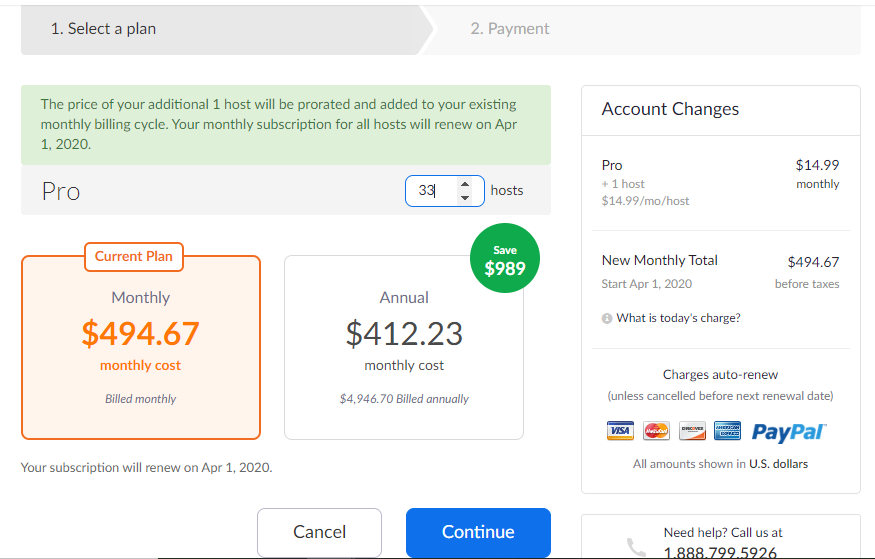 1. Select a plan
2. Payment
The price of your additional 1 host will be prorated and added to your existing
monthly billing cycle. Your monthly subscription for all hosts will renew on Apr
1, 2020.
Pro
33
hosts
Current Plan
Monthly
$494.67
monthly cost
Billed monthly
Save
$989
Annual
$412.23
monthly cost
$4,946.70 Billed annually
Your subscription will renew on Apr 1, 2020.
Cancel
Continue
Account Changes
Pro $14.99
+ 1 host monthly
$14.99/mo/host
New Monthly Total $494.67
Start Apr 1, 2020 before taxes
What is today's charge?
Charges auto-renew
(unless cancelled before next renewal date)
VISA MasterCard DISCOVER AMERICAN EXPRESS PayPal
All amounts shown in U.S. dollars
Need help? Call us at
1.888.799.5926